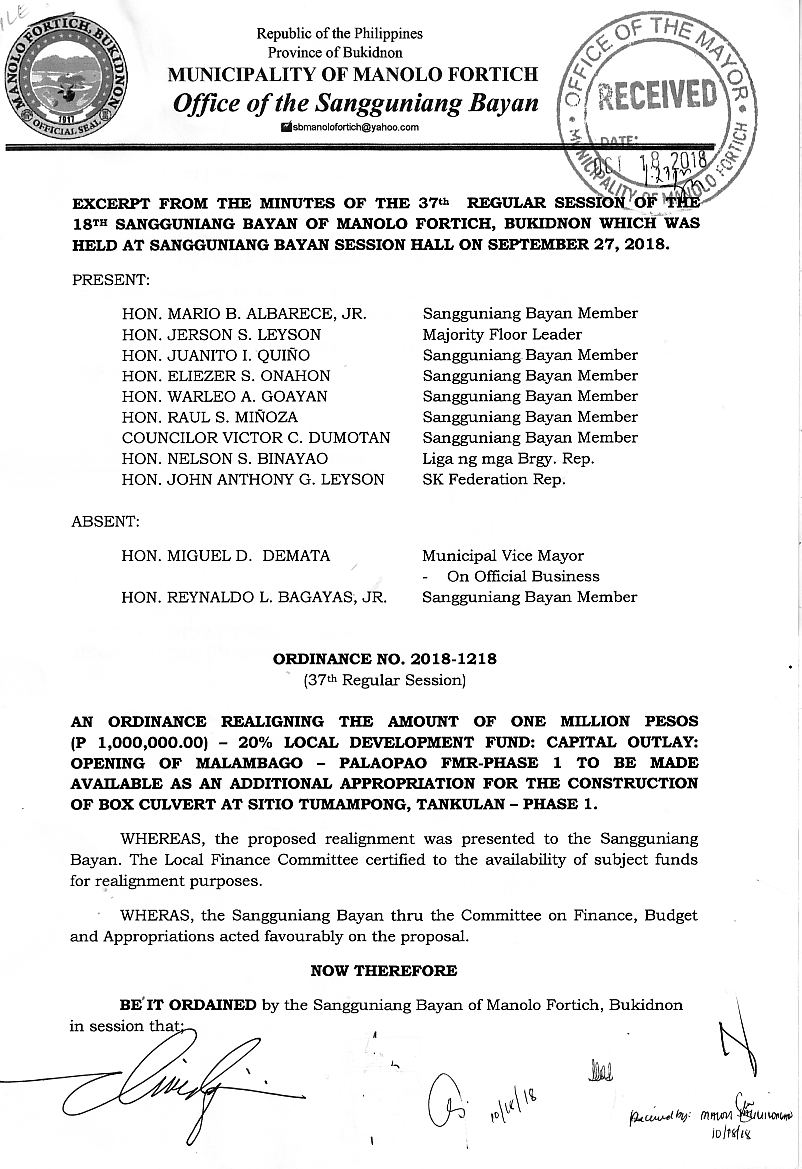 ILE
MANOLO FORTICH, BUKIDNON
1917
OFFICIAL SEAL
Republic of the Philippines
Province of Bukidnon
MUNICIPALITY OF MANOLO FORTICH
Office of the Sangguniang Bayan
sbmanolofortich@yahoo.com
OFFICE OF THE MAYOR
RECEIVED
DATE:
OCT 18 2018
MUNICIPALITY OF MANOLO FORTICH
EXCERPT FROM THE MINUTES OF THE 37th REGULAR SESSION OF THE
18TH SANGGUNIANG BAYAN OF MANOLO FORTICH, BUKIDNON WHICH WAS
HELD AT SANGGUNIANG BAYAN SESSION HALL ON SEPTEMBER 27, 2018.
PRESENT:
HON. MARIO B. ALBARECE, JR. Sangguniang Bayan Member
HON. JERSON S. LEYSON Majority Floor Leader
HON. JUANITO I. QUIÑO Sangguniang Bayan Member
HON. ELIEZER S. ONAHON Sangguniang Bayan Member
HON. WARLEO A. GOAYAN Sangguniang Bayan Member
HON. RAUL S. MIÑOZA Sangguniang Bayan Member
COUNCILOR VICTOR C. DUMOTAN Sangguniang Bayan Member
HON. NELSON S. BINAYAO Liga ng mga Brgy. Rep.
HON. JOHN ANTHONY G. LEYSON SK Federation Rep.
ABSENT:
HON. MIGUEL D. DEMATA Municipal Vice Mayor
- On Official Business
HON. REYNALDO L. BAGAYAS, JR. Sangguniang Bayan Member
ORDINANCE NO. 2018-1218
(37th Regular Session)
AN ORDINANCE REALIGNING THE AMOUNT OF ONE MILLION PESOS
(P 1,000,000.00) – 20% LOCAL DEVELOPMENT FUND: CAPITAL OUTLAY:
OPENING OF MALAMBAGO – PALAOPAO FMR-PHASE 1 TO BE MADE
AVAILABLE AS AN ADDITIONAL APPROPRIATION FOR THE CONSTRUCTION
OF BOX CULVERT AT SITIO TUMAMPONG, TANKULAN – PHASE 1.
WHEREAS, the proposed realignment was presented to the Sangguniang
Bayan. The Local Finance Committee certified to the availability of subject funds
for realignment purposes.
WHERAS, the Sangguniang Bayan thru the Committee on Finance, Budget
and Appropriations acted favourably on the proposal.
NOW THEREFORE
BE IT ORDAINED by the Sangguniang Bayan of Manolo Fortich, Bukidnon
in session that;
10/18/18
Received by:
10/18/18